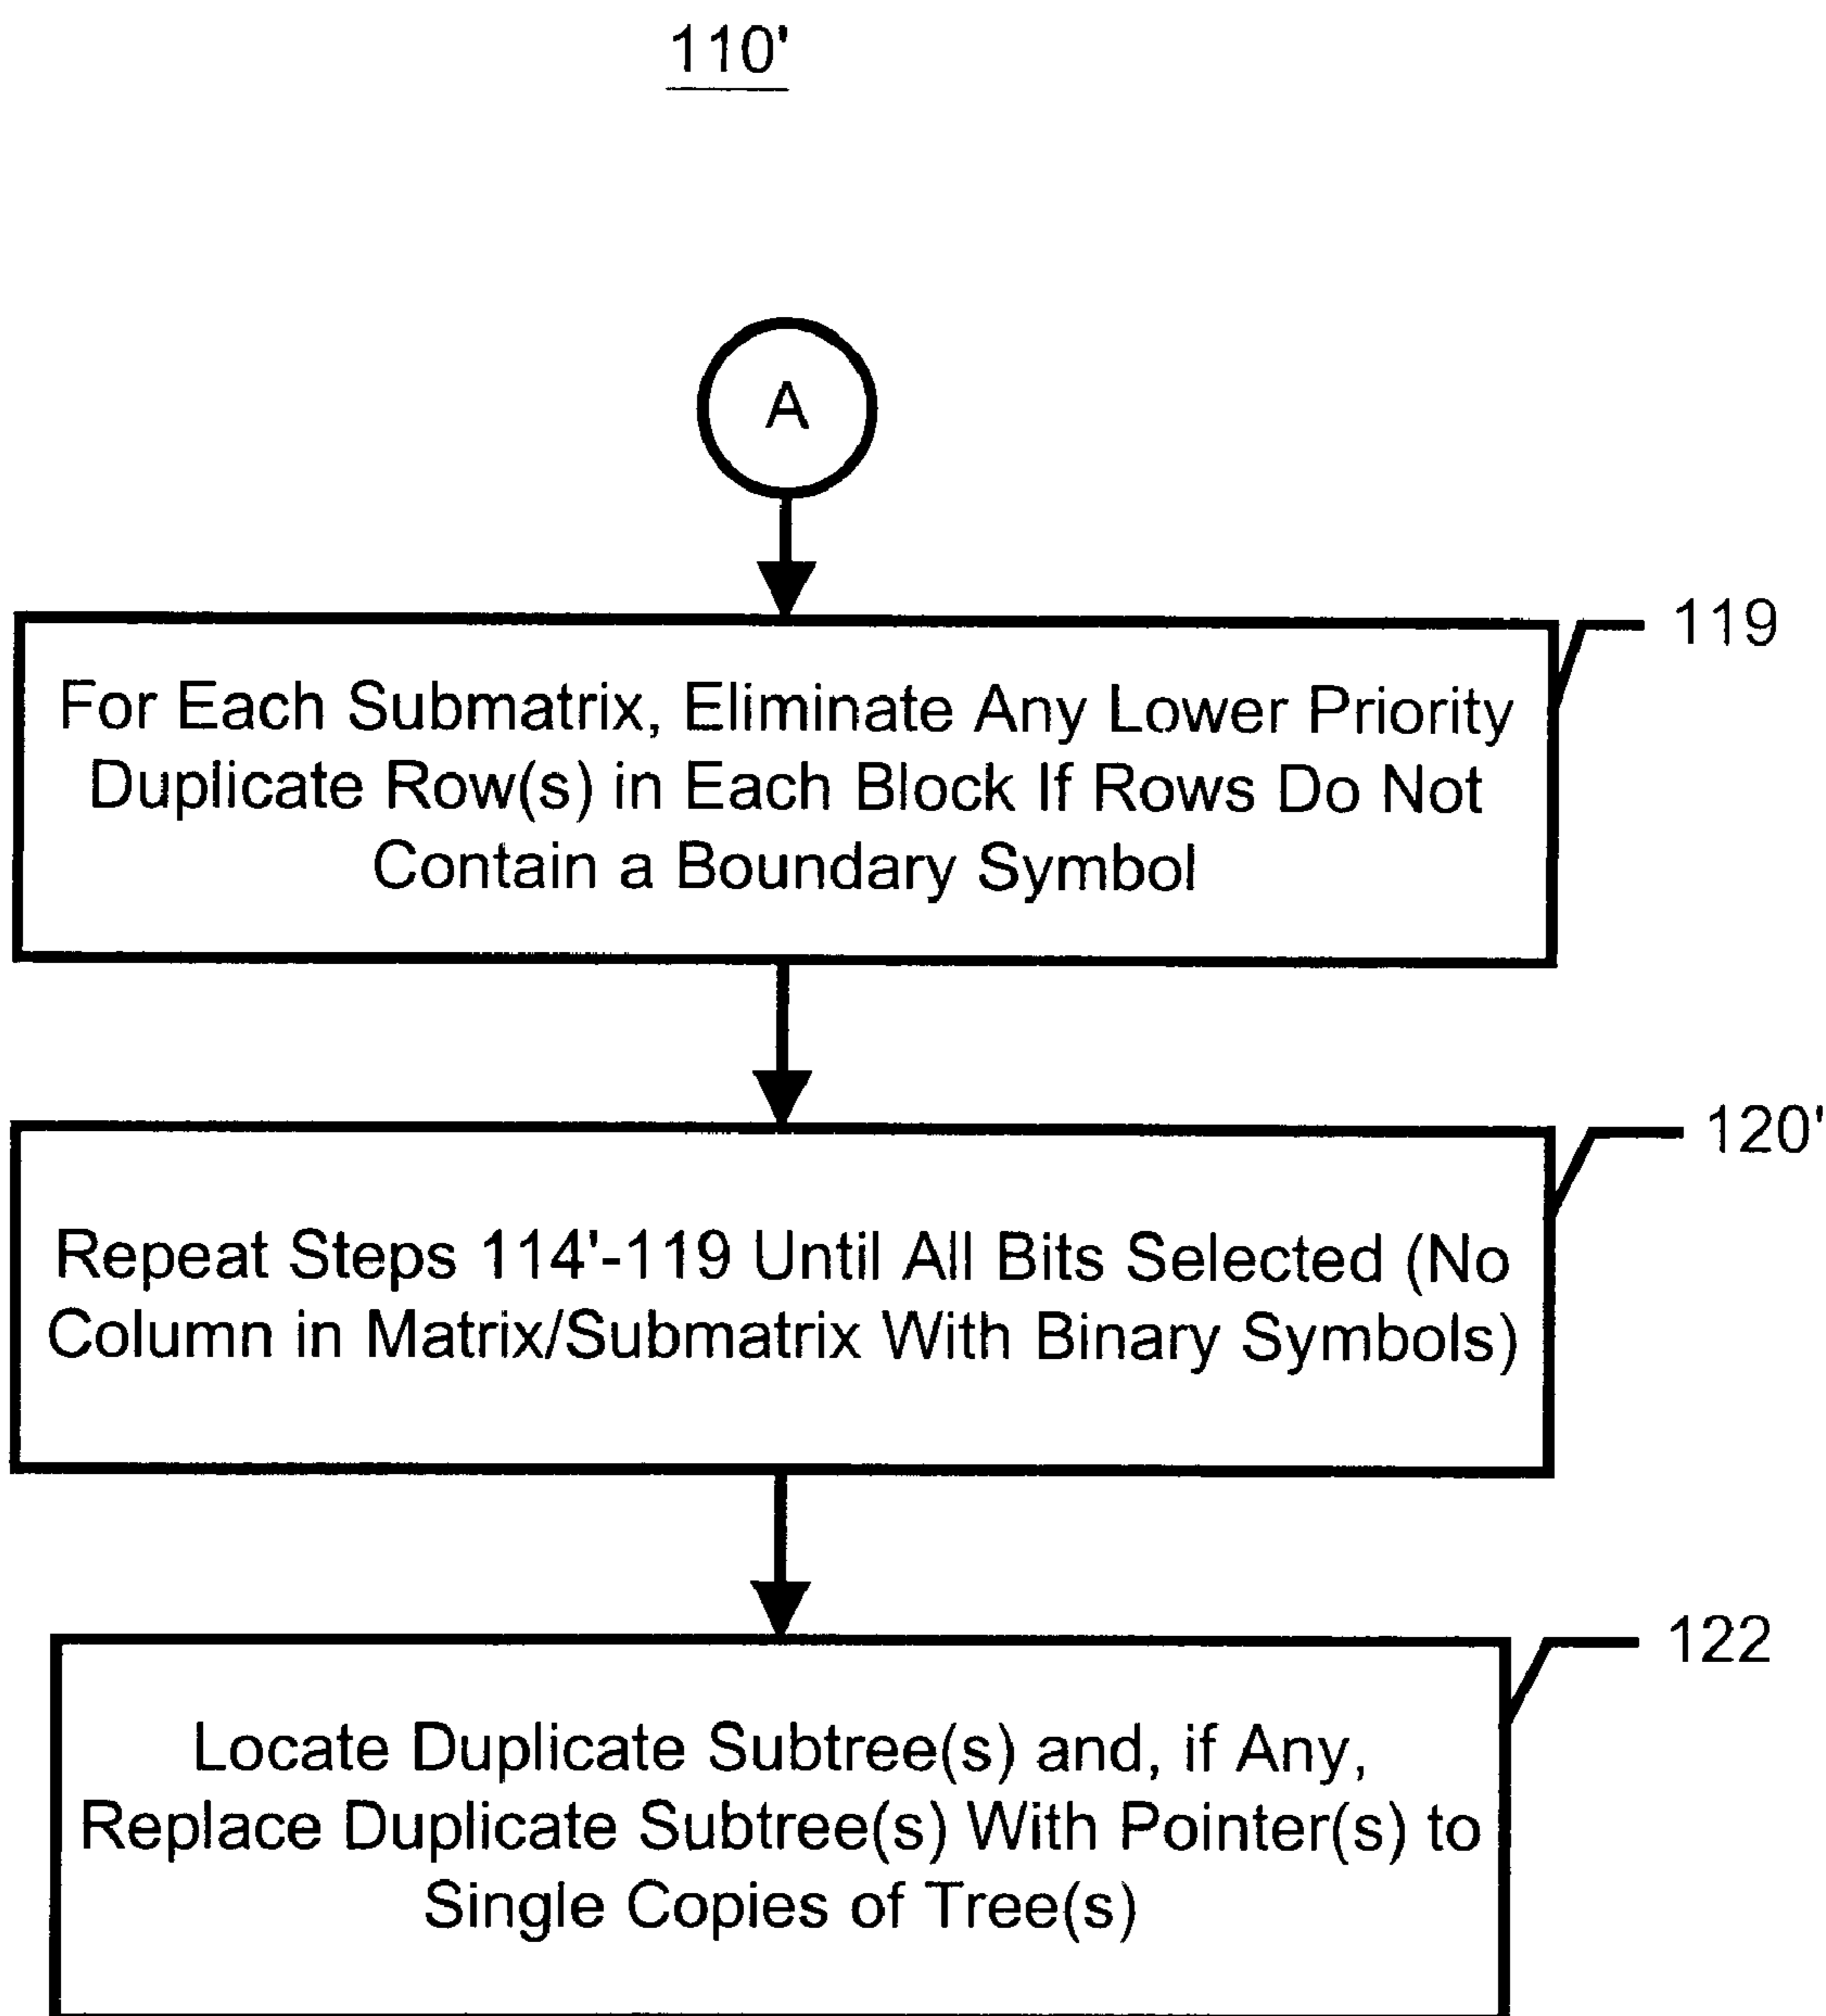 110'
A
119
For Each Submatrix, Eliminate Any Lower Priority
Duplicate Row(s) in Each Block If Rows Do Not
Contain a Boundary Symbol
120'
Repeat Steps 114'-119 Until All Bits Selected (No
Column in Matrix/Submatrix With Binary Symbols)
122
Locate Duplicate Subtree(s) and, if Any,
Replace Duplicate Subtree(s) With Pointer(s) to
Single Copies of Tree(s)